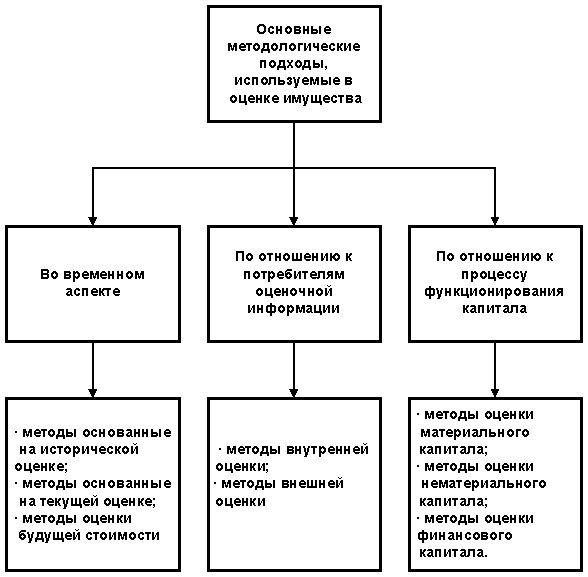 Основные
методологические
подходы,
используемые в
оценке имущества
Во временном
аспекте
По отношению к
потребителям
оценочной
информации
По отношению к
процессу
функционирования
капитала
· методы основанные
на исторической
оценке;
· методы основанные
на текущей оценке;
· методы оценки
будущей стоимости
· методы внутренней
оценки;
· методы внешней
оценки
· методы оценки
материального
капитала;
· методы оценки
нематериального
капитала;
· методы оценки
финансового
капитала.